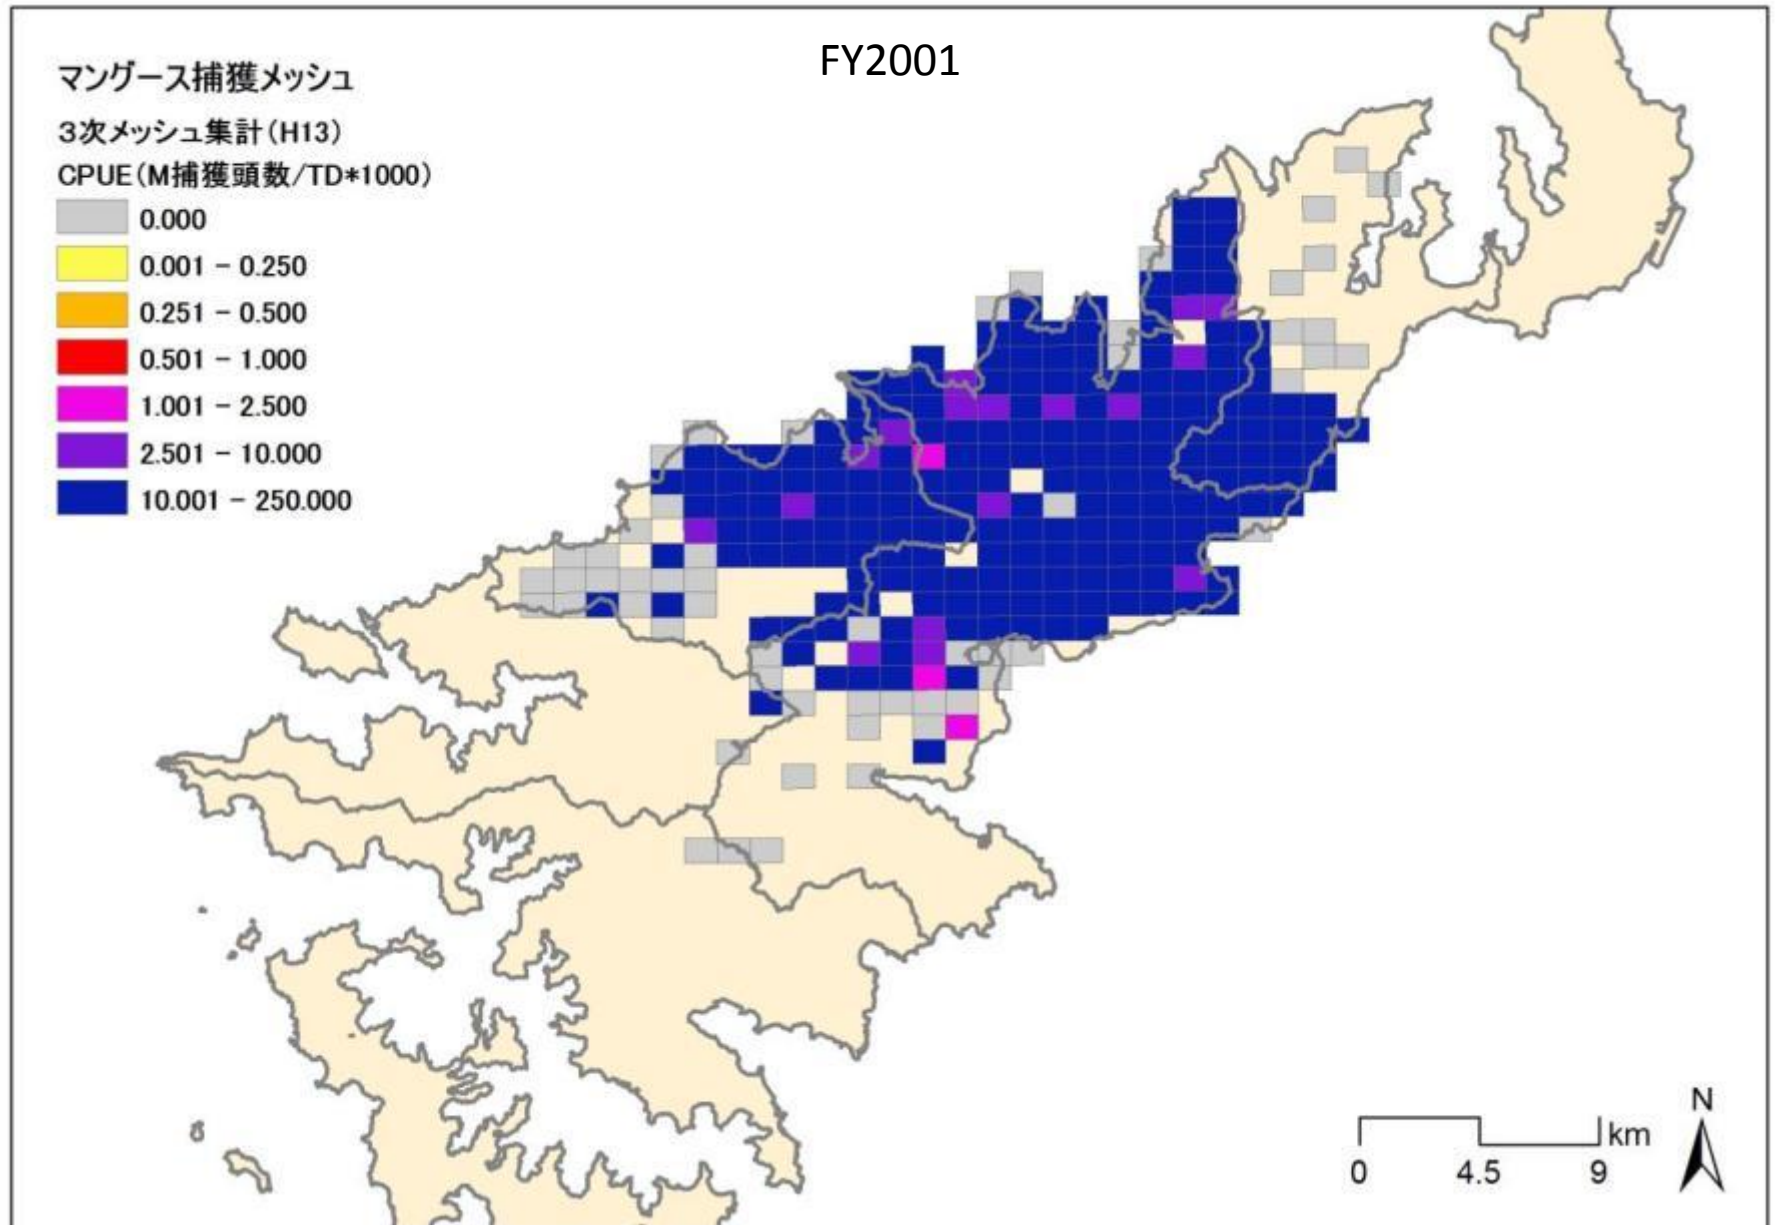 FY2001
マングース捕獲メッシュ
3次メッシュ集計(H13)
CPUE(M捕獲頭数/TD*1000)
0.000
0.001 - 0.250
0.251 - 0.500
0.501 - 1.000
1.001 - 2.500
2.501 - 10.000
10.001 - 250.000
N
km
0 4.5 9